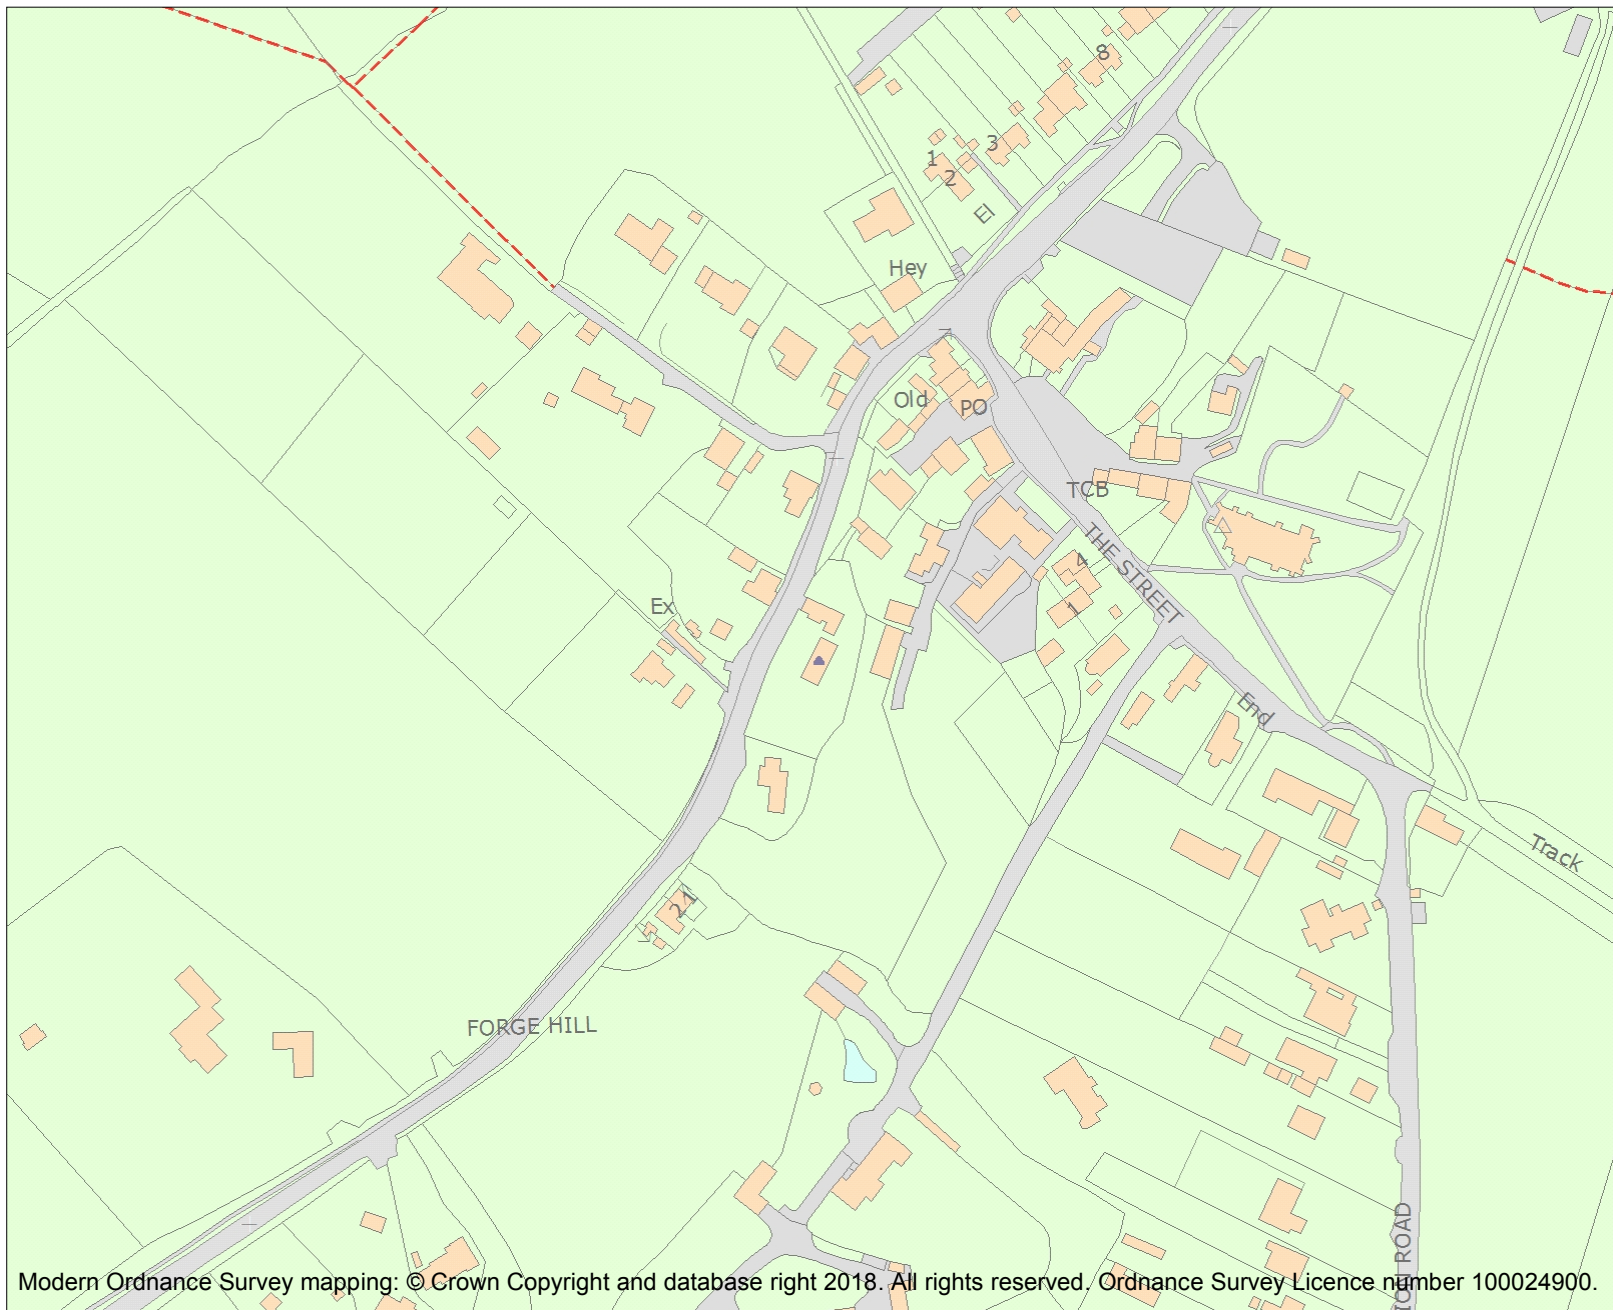 8
3
1
2
El
Hey
Old
PO
TCB
THE STREET
4
1
Ex
End
Track
21
FORGE HILL
ROAD
Modern Ordnance Survey mapping: © Crown Copyright and database right 2018. All rights reserved. Ordnance Survey Licence number 100024900.